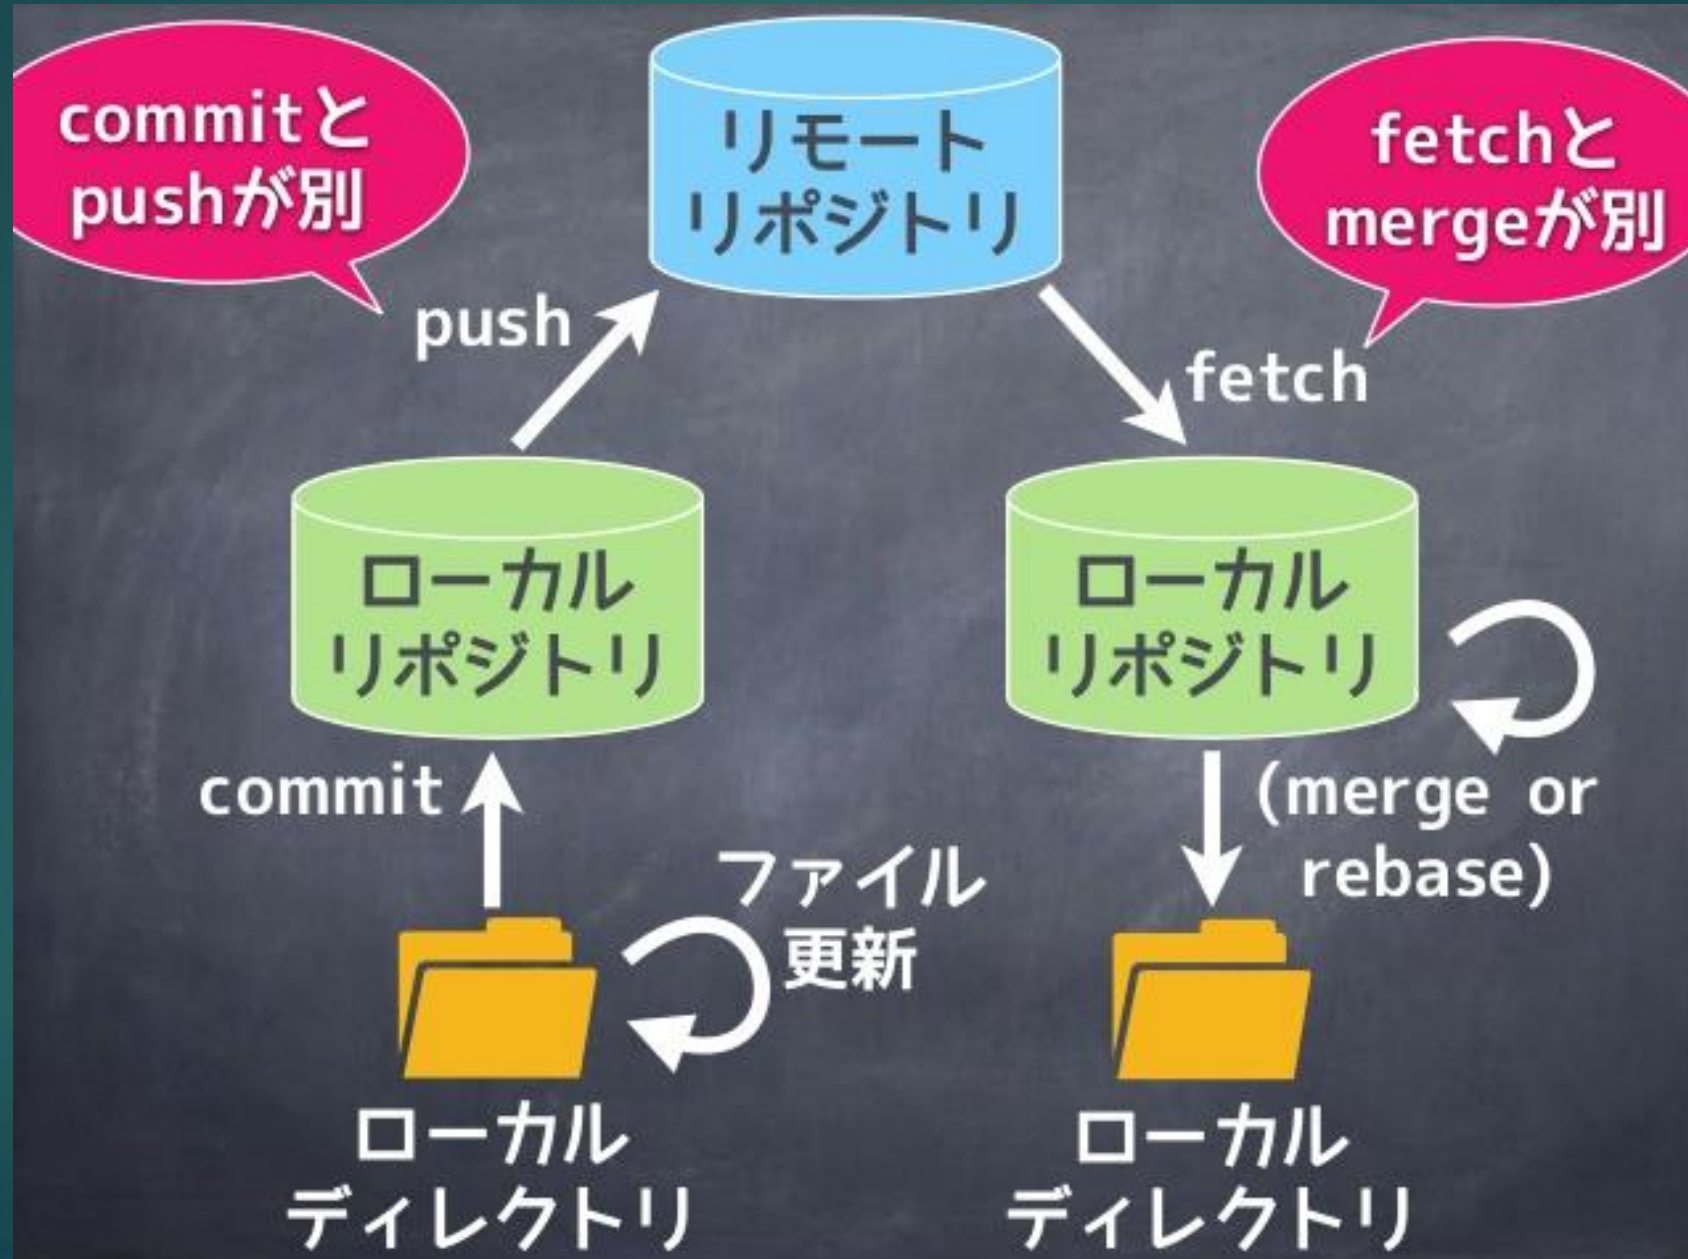 commitと
pushが別
リモート
リポジトリ
fetchと
mergeが別
push
fetch
ローカル
リポジトリ
ローカル
リポジトリ
commit
(merge or
rebase)
ファイル
更新
ローカル
ディレクトリ
ローカル
ディレクトリ